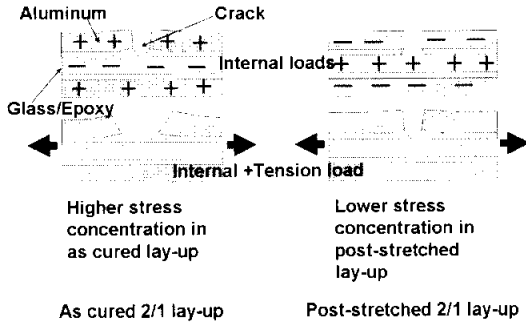 Aluminum
Crack
+ + + +
− − − −
− − − −
+ + + + +
Internal loads
+ + + +
− − − −
Glass/Epoxy
Internal +Tension load
Higher stress
concentration in
as cured lay-up
Lower stress
concentration in
post-stretched
lay-up
As cured 2/1 lay-up
Post-stretched 2/1 lay-up